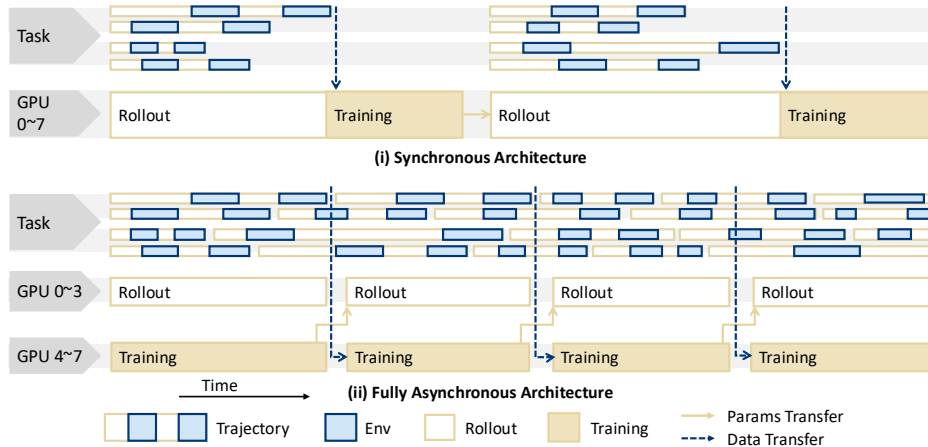 Task
GPU
0~7
Rollout
Training
Rollout
Training
(i) Synchronous Architecture
Task
GPU 0~3
Rollout
Rollout
Rollout
Rollout
GPU 4~7
Training
Training
Training
Training
Time
(ii) Fully Asynchronous Architecture
Trajectory
Env
Rollout
Training
Params Transfer
Data Transfer